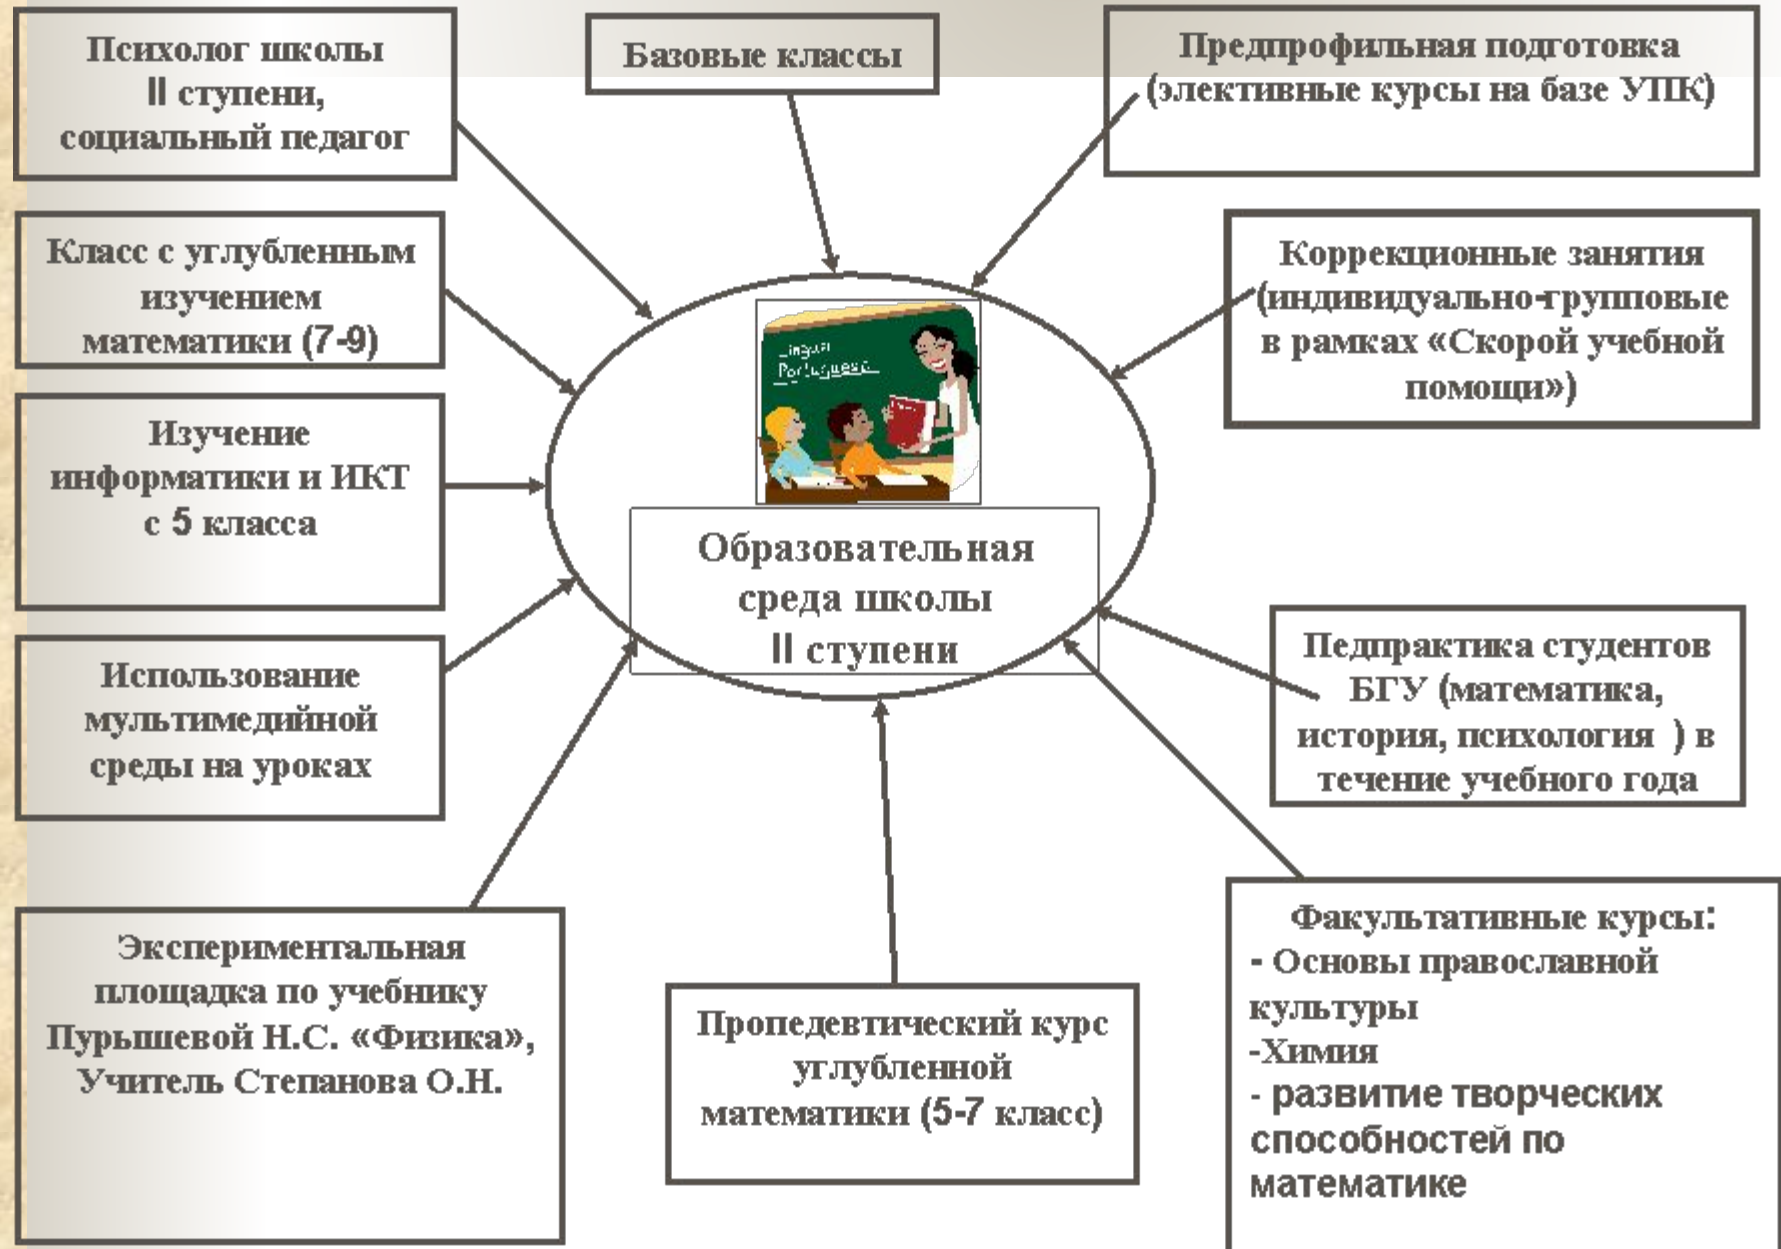 Психолог школы
II ступени,
социальный педагог
Базовые классы
Предпрофильная подготовка
(элективные курсы на базе УПК)
Класс с углубленным
изучением
математики (7-9)
Коррекционные занятия
(индивидуально-групповые
в рамках «Скорой учебной
помощи»)
Изучение
информатики и ИКТ
с 5 класса
Lingua
Portuguesa
Образовательная
среда школы
II ступени
Использование
мультимедийной
среды на уроках
Педпрактика студентов
БГУ (математика,
история, психология ) в
течение учебного года
Экспериментальная
площадка по учебнику
Пурышевой Н.С. «Физика»,
Учитель Степанова О.Н.
Пропедевтический курс
углубленной
математики (5-7 класс)
Факультативные курсы:
- Основы православной
культуры
-Химия
- развитие творческих
способностей по
математике